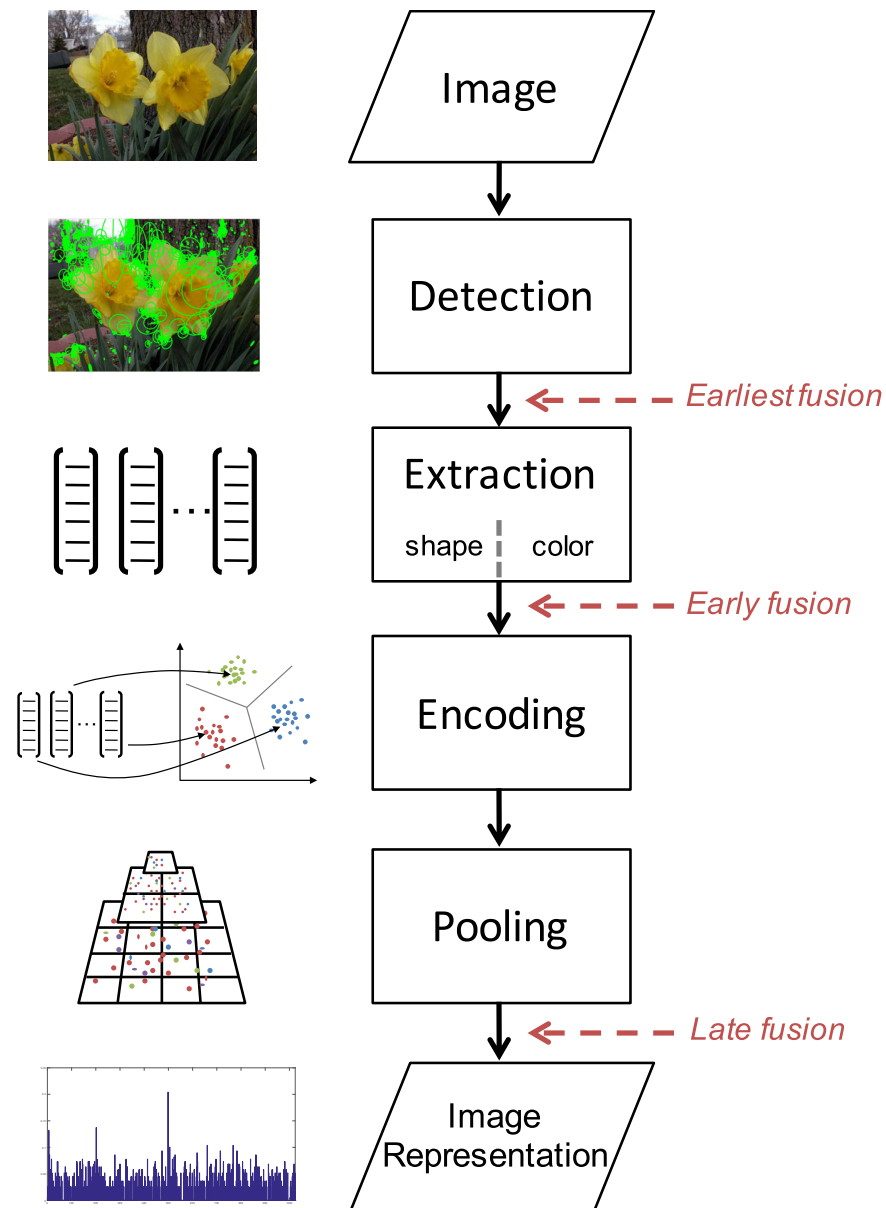 Image
Detection
Earliest fusion
Extraction
shape
color
Early fusion
Encoding
Pooling
Late fusion
Image
Representation